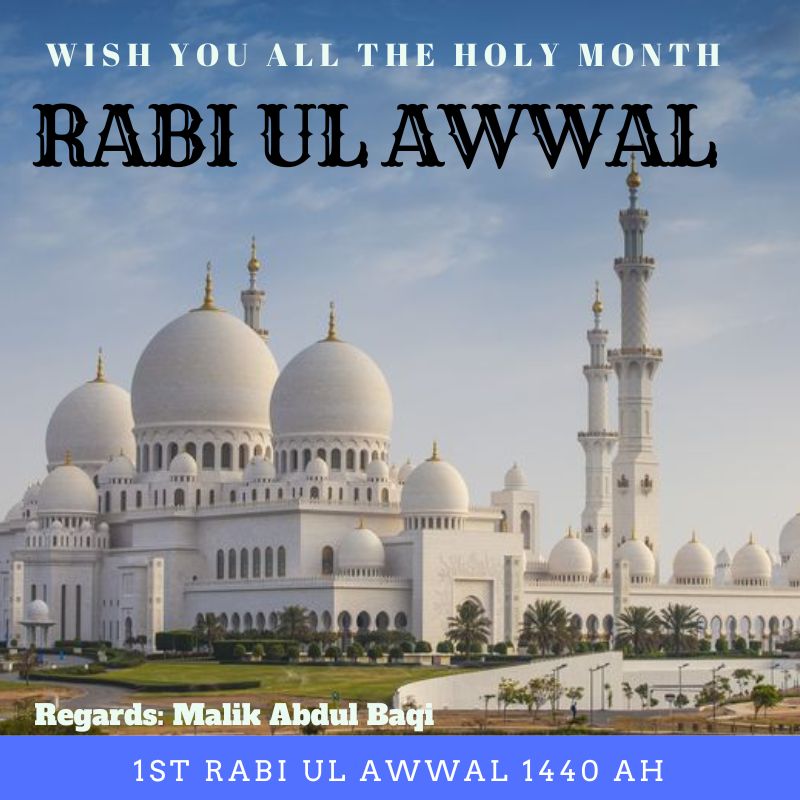 WISH YOU ALL THE HOLY MONTH
RABI UL AWWAL
Regards: Malik Abdul Baqi
1ST RABI UL AWWAL 1440 AH